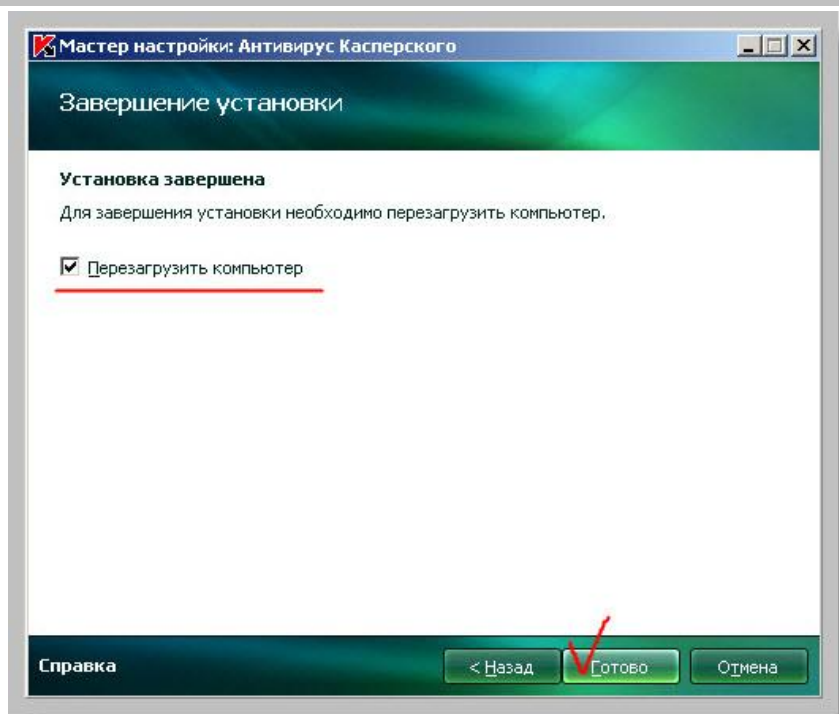 Мастер настройки: Антивирус Касперского
Завершение установки
Установка завершена
Для завершения установки необходимо перезагрузить компьютер.
Перезагрузить компьютер
Справка
< Назад Готово Отмена